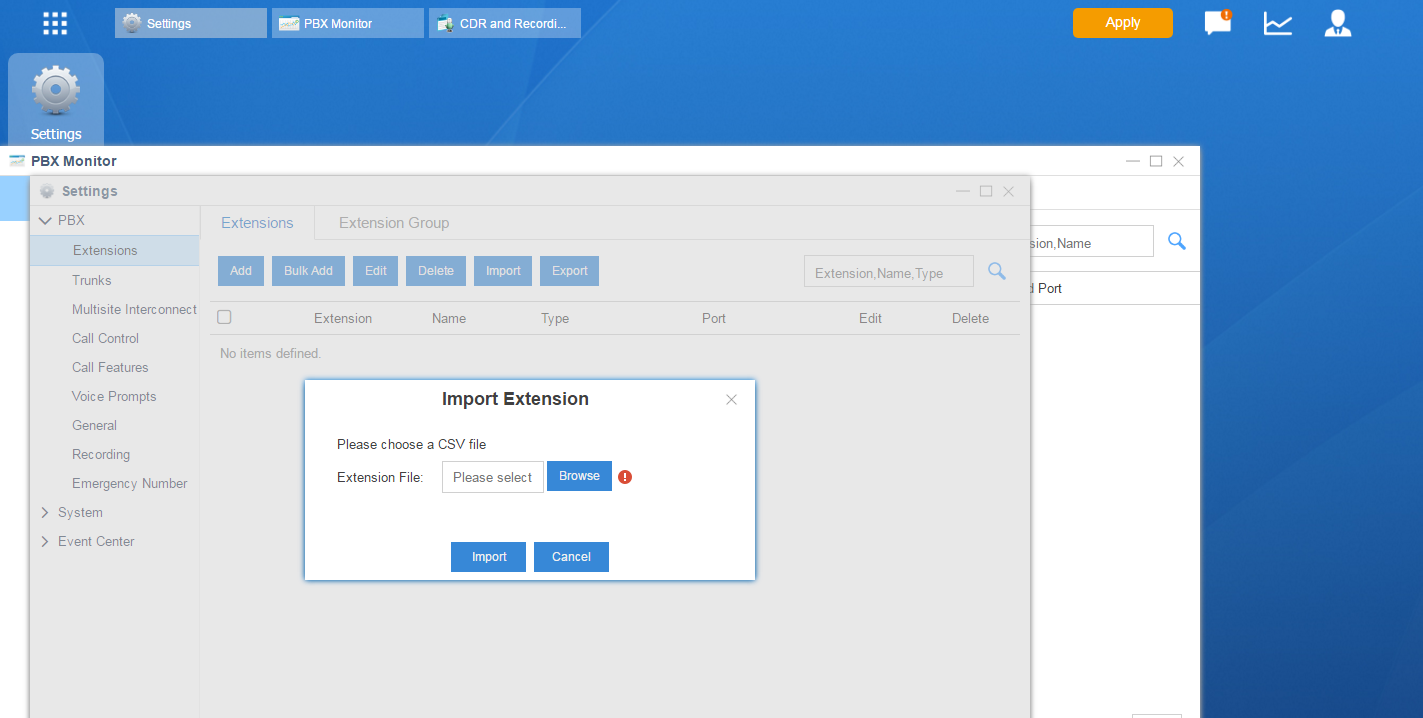 Settings
PBX Monitor
CDR and Recordi...
Apply
Settings
PBX Monitor
Settings
PBX
Extensions
Trunks
Multisite Interconnect
Call Control
Call Features
Voice Prompts
General
Recording
Emergency Number
System
Event Center
Extensions
Extension Group
Add
Bulk Add
Edit
Delete
Import
Export
Extension,Name,Type
Extension
Name
Type
Port
Edit
Delete
No items defined.
Import Extension
Please choose a CSV file
Extension File:
Please select
Browse
Import
Cancel
sion,Name
Port